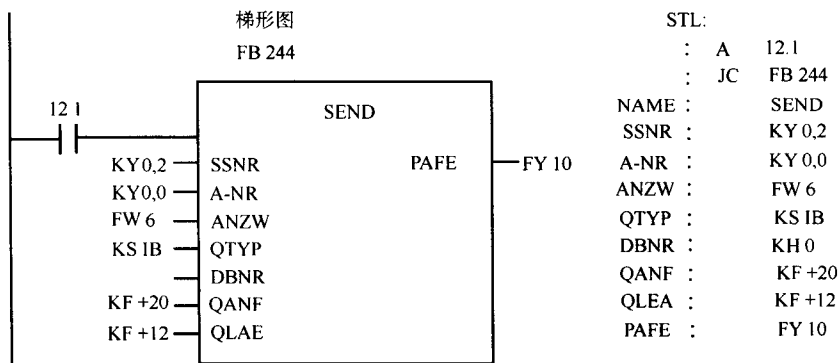 梯形图
FB 244
12 1
SEND
KY 0,2 SSNR PAFE FY 10
KY0,0 A-NR
FW 6 ANZW
KS IB QTYP
DBNR
KF +20 QANF
KF +12 QLAE
STL:
: A 12.1
: JC FB 244
NAME : SEND
SSNR : KY 0,2
A-NR : KY 0,0
ANZW : FW 6
QTYP : KS IB
DBNR : KH 0
QANF : KF +20
QLEA : KF +12
PAFE : FY 10